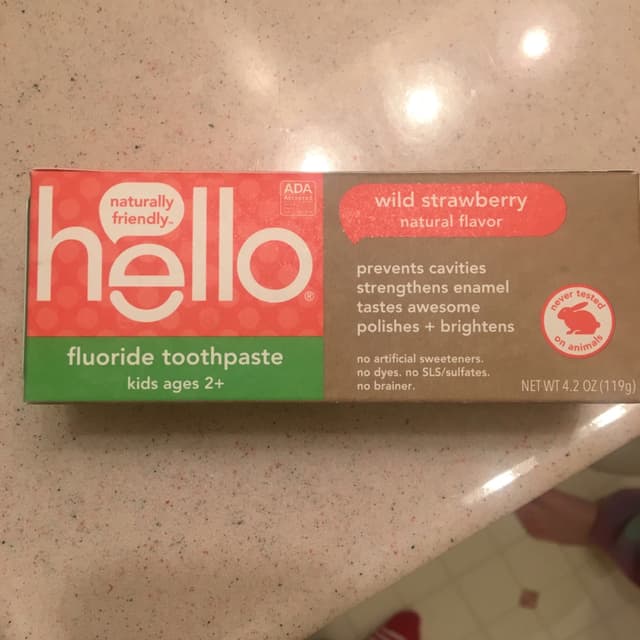 naturally
friendly™
hello®
ADA
Accepted
fluoride toothpaste
kids ages 2+
wild strawberry
natural flavor
prevents cavities
strengthens enamel
tastes awesome
polishes + brightens
no artificial sweeteners.
no dyes. no SLS/sulfates.
no brainer.
never tested
on animals
NET WT 4.2 OZ (119g)